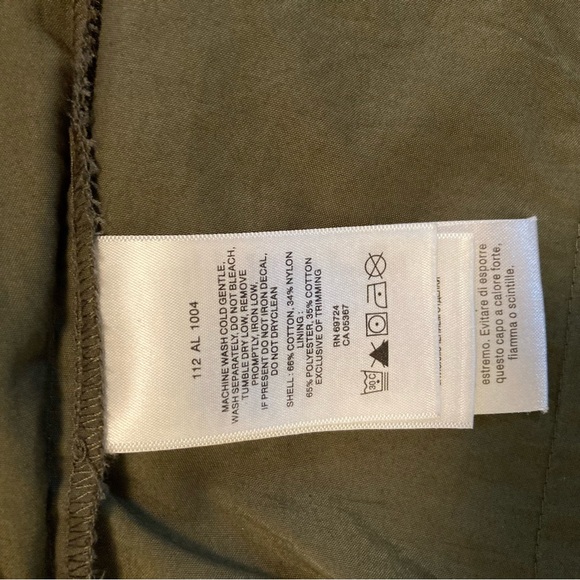 112 AL 1004
MACHINE WASH COLD GENTLE.
WASH SEPARATELY, DO NOT BLEACH,
TUMBLE DRY LOW, REMOVE
PROMPTLY, IRON LOW,
IF PRESENT DO NOT IRON DECAL,
DO NOT DRYCLEAN
SHELL : 66% COTTON, 34% NYLON
LINING :
65% POLYESTER, 35% COTTON
EXCLUSIVE OF TRIMMING
RN 69724
CA 05367
30 C
estremo. Evitare di esporre
questo capo a calore forte,
fiamma o scintille.